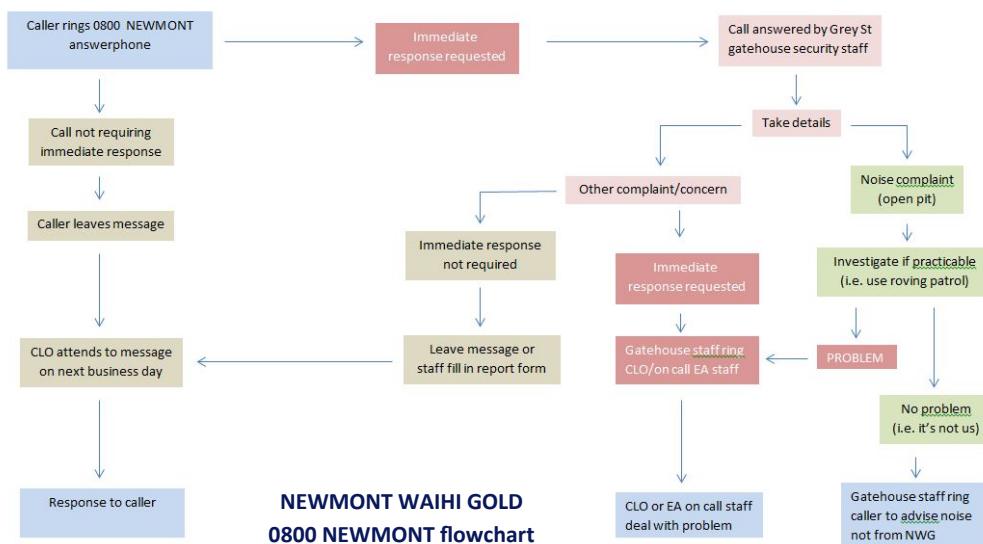 Caller rings 0800 NEWMONT
answerphone
Immediate
response requested
Call answered by Grey St
gatehouse security staff
Call not requiring
immediate response
Take details
Caller leaves message
Other complaint/concern
Noise complaint
(open pit)
Immediate response
not required
Immediate
response requested
Investigate if practicable
(i.e. use roving patrol)
CLO attends to message
on next business day
Leave message or
staff fill in report form
Gatehouse staff ring
CLO/on call EA staff
PROBLEM
No problem
(i.e. it's not us)
Response to caller
NEWMONT WAIHI GOLD
0800 NEWMONT flowchart
CLO or EA on call staff
deal with problem
Gatehouse staff ring
caller to advise noise
not from NWG